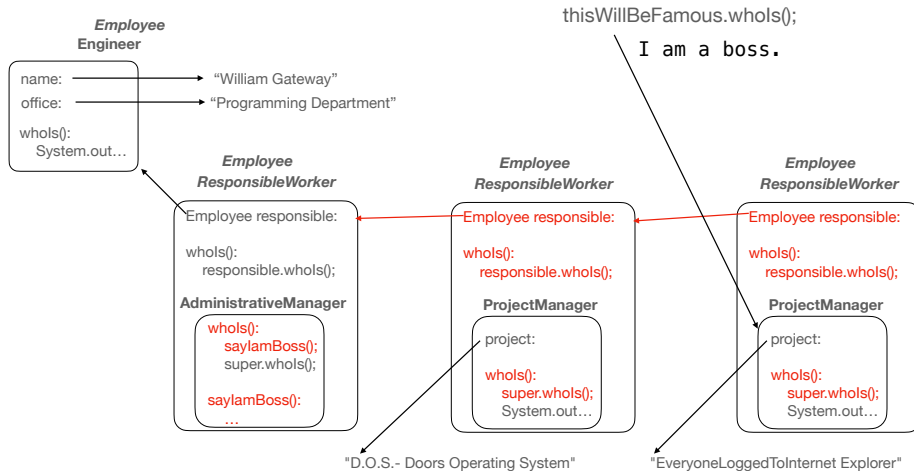 thisWillBeFamous.whoIs();
I am a boss.
Employee
Engineer
name:
"William Gateway"
office:
"Programming Department"
whoIs():
System.out…
Employee
ResponsibleWorker
Employee responsible:
whoIs():
responsible.whoIs();
AdministrativeManager
whoIs():
sayIamBoss();
super.whoIs();
sayIamBoss():
…
Employee
ResponsibleWorker
Employee responsible:
whoIs():
responsible.whoIs();
ProjectManager
project:
whoIs():
super.whoIs();
System.out…
"D.O.S.- Doors Operating System"
Employee
ResponsibleWorker
Employee responsible:
whoIs():
responsible.whoIs();
ProjectManager
project:
whoIs():
super.whoIs();
System.out…
"EveryoneLoggedToInternet Explorer"